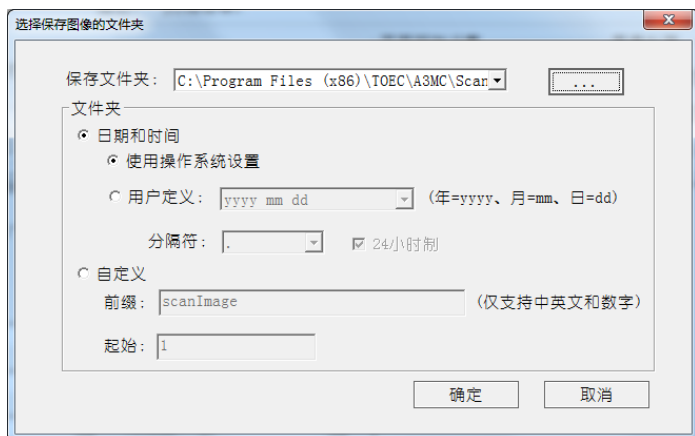 选择保存图像的文件夹
保存文件夹: C:\Program Files (x86)\TOEC\A3MC\Scan ...
文件夹
日期和时间
使用操作系统设置
用户定义: yyyy mm dd (年=yyyy、月=mm、日=dd)
分隔符: . 24小时制
自定义
前缀: scanImage (仅支持中英文和数字)
起始: 1
确定 取消